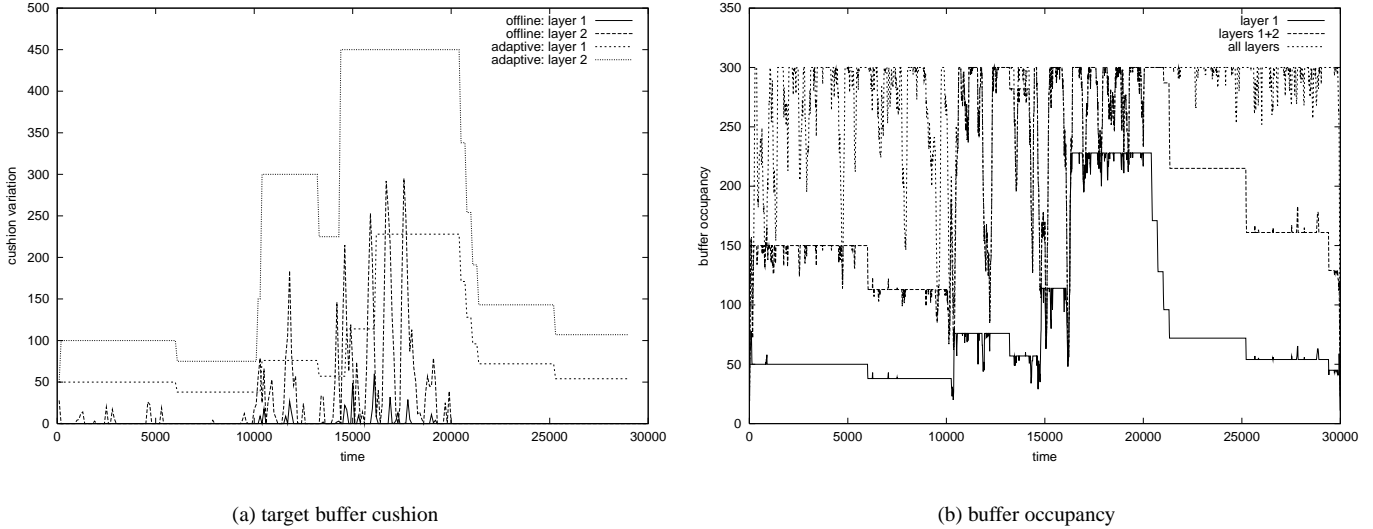 500
450
400
350
300
250
200
150
100
50
0
0 5000 10000 15000 20000 25000 30000
cushion variation
time
offline: layer 1
offline: layer 2
adaptive: layer 1
adaptive: layer 2
(a) target buffer cushion
350
300
250
200
150
100
50
0
0 5000 10000 15000 20000 25000 30000
buffer occupancy
time
layer 1
layers 1+2
all layers
(b) buffer occupancy